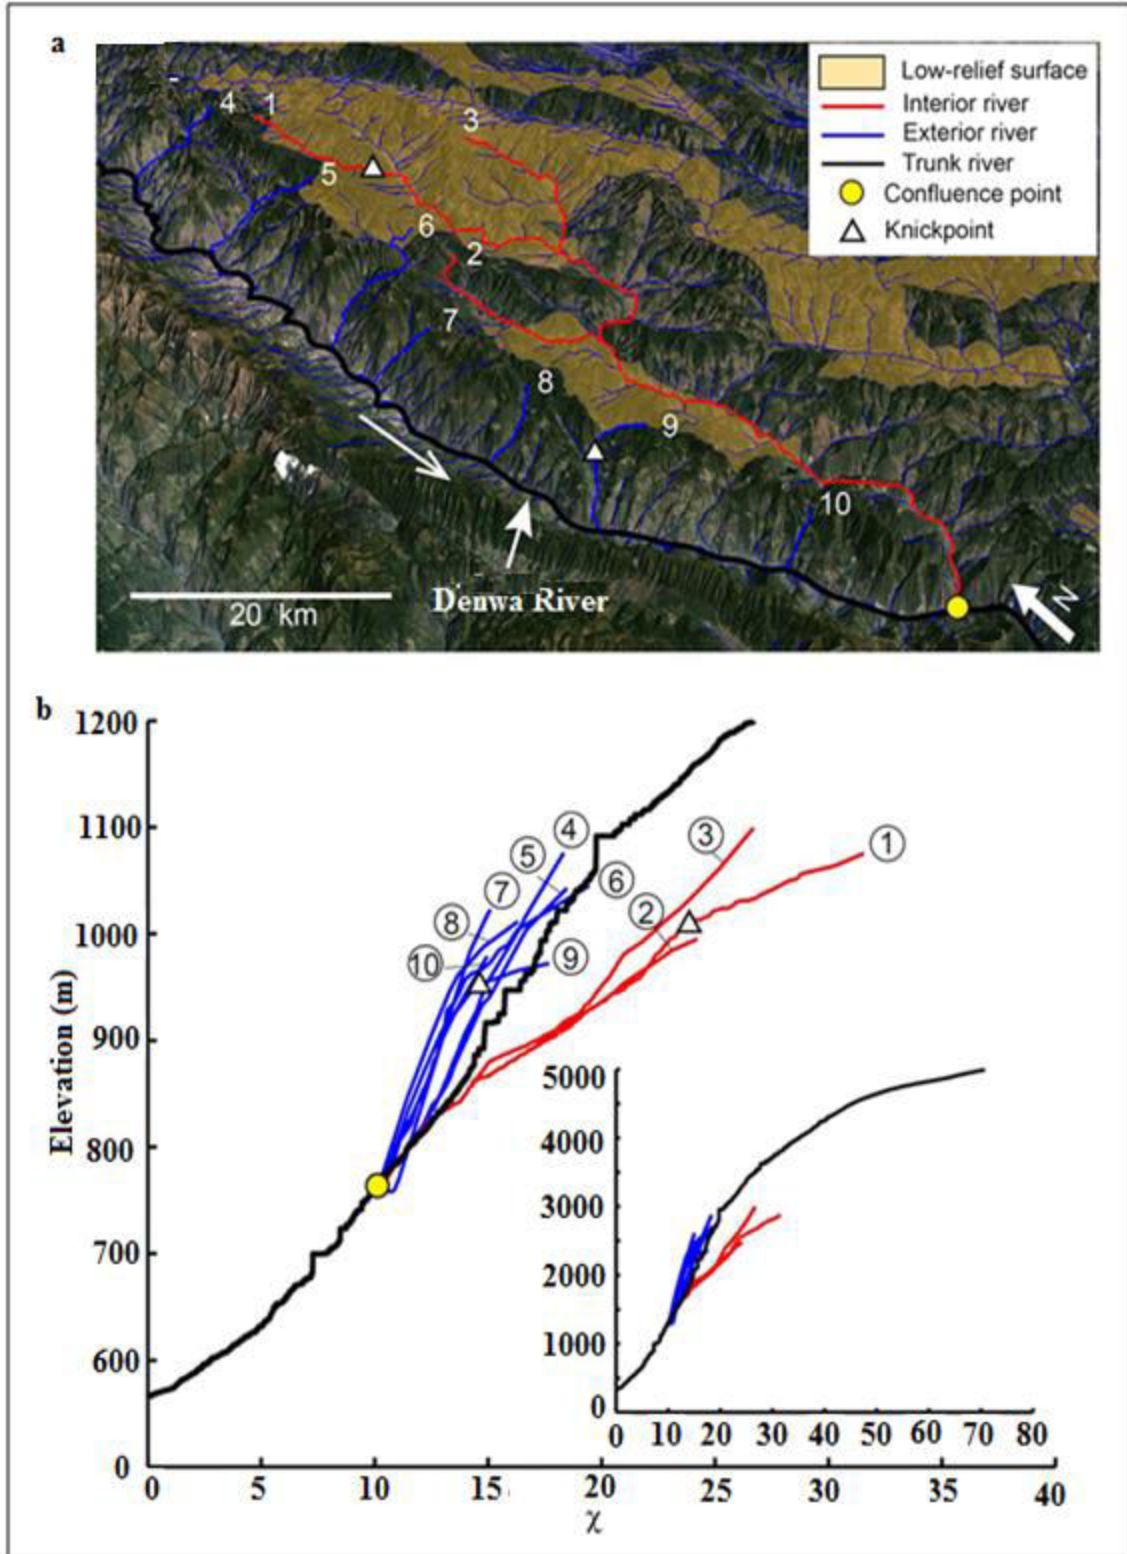 a
Low-relief surface
Interior river
Exterior river
Trunk river
Confluence point
Knickpoint
4 1
3
5
6
2
7
8
9
10
20 km
Denwa River
N
b
1200
1100
1000
900
800
700
600
0
Elevation (m)
4
5
3
1
7
6
8
2
10
9
5000
4000
3000
2000
1000
0
0 10 20 30 40 50 60 70 80
0 5 10 15 20 25 30 35 40
χ